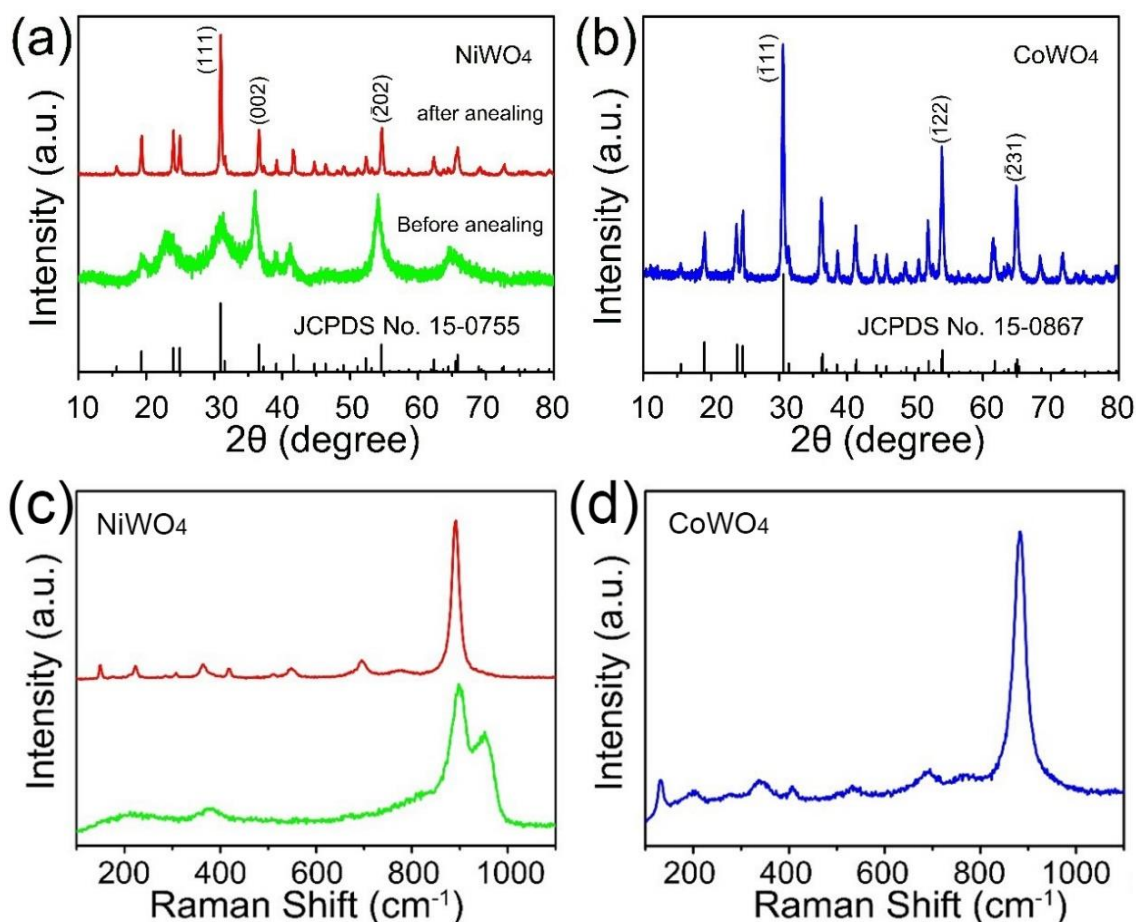 (a)
NiWO4
(111)
(002)
(2̄02)
after anealing
Before anealing
JCPDS No. 15-0755
Intensity (a.u.)
10 20 30 40 50 60 70 80
2θ (degree)
(b)
CoWO4
(1̄11)
(1̄22)
(2̄31)
JCPDS No. 15-0867
Intensity (a.u.)
10 20 30 40 50 60 70 80
2θ (degree)
(c)
NiWO4
Intensity (a.u.)
200 400 600 800 1000
Raman Shift (cm-1)
(d)
CoWO4
Intensity (a.u.)
200 400 600 800 1000
Raman Shift (cm-1)